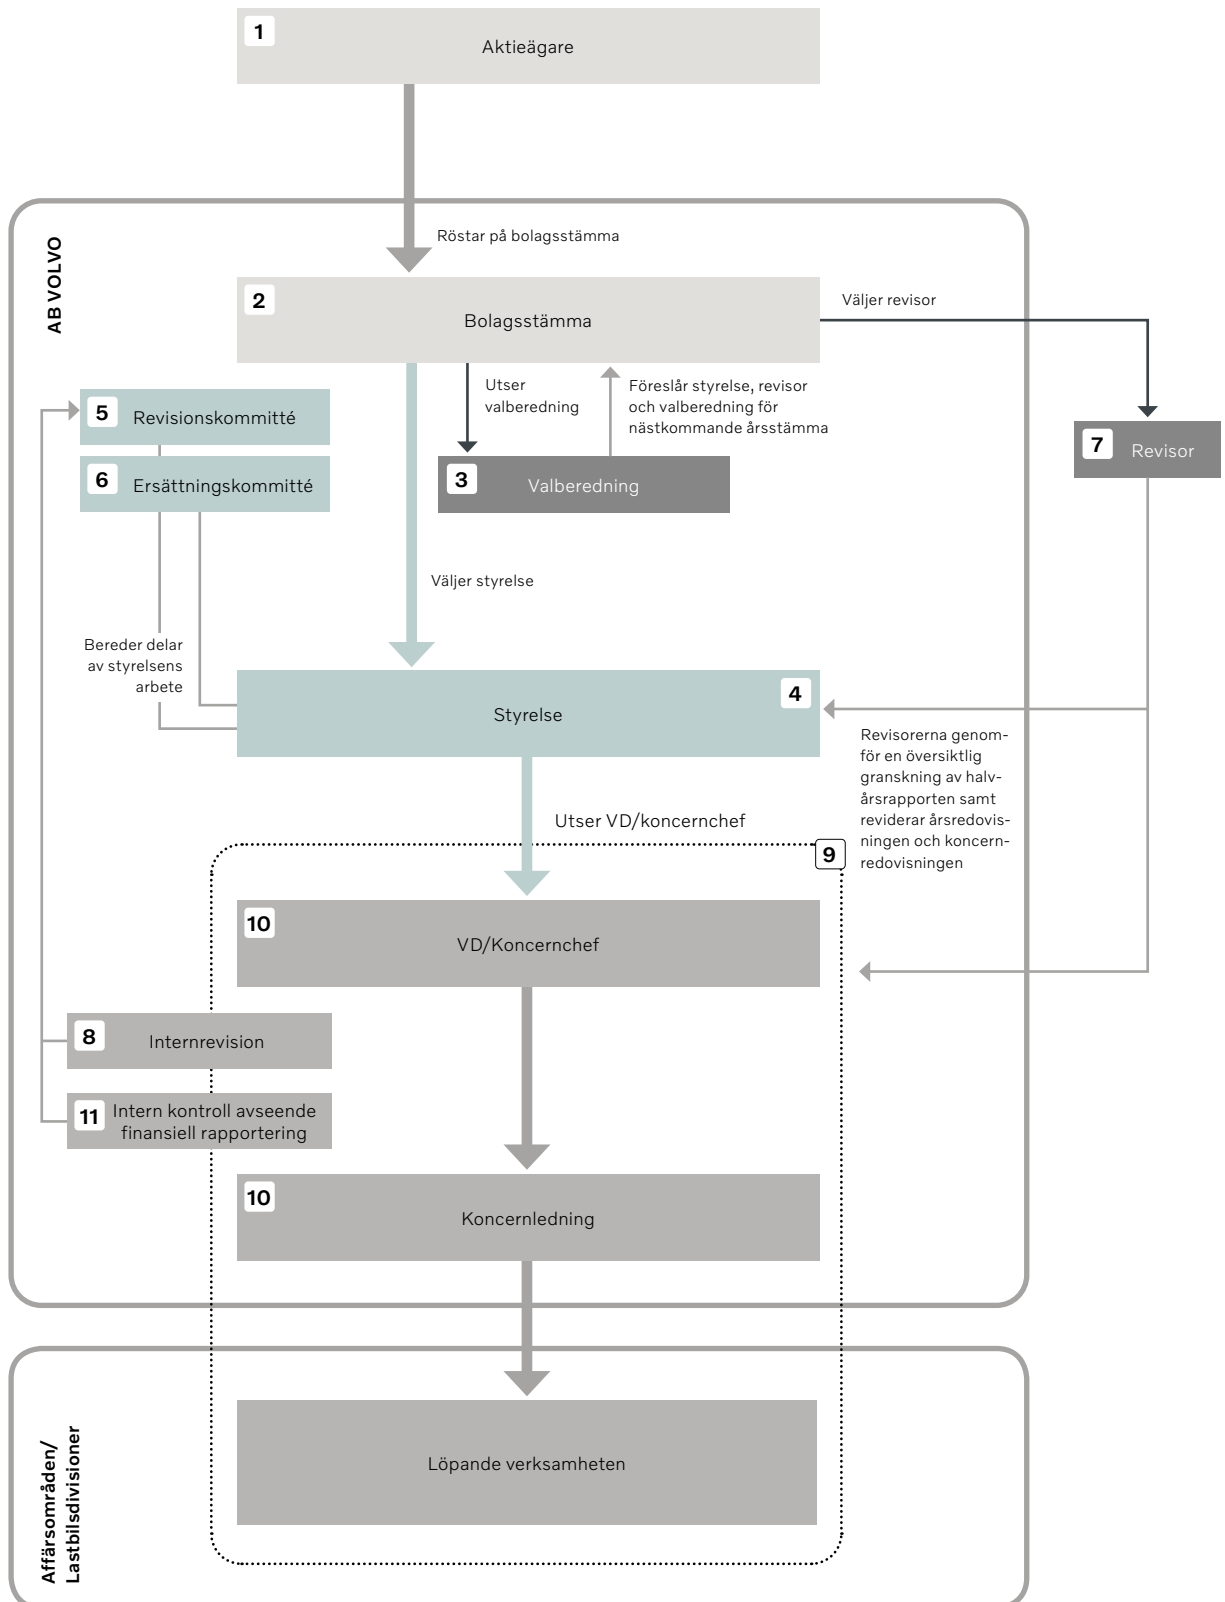 1
Aktieägare
Röstar på bolagsstämma
AB VOLVO
2
Bolagsstämma
Väljer revisor
Utser
valberedning
Föreslår styrelse, revisor
och valberedning för
nästkommande årsstämma
5
Revisionskommitté
6
Ersättningskommitté
3
Valberedning
7
Revisor
Väljer styrelse
Bereder delar
av styrelsens
arbete
4
Styrelse
Revisorerna genom-
för en översiktlig
granskning av halv-
årsrapporten samt
reviderar årsredovis-
ningen och koncern-
redovisningen
Utser VD/koncernchef
9
10
VD/Koncernchef
8
Internrevision
11
Intern kontroll avseende
finansiell rapportering
10
Koncernledning
Affärsområden/
Lastbilsdivisioner
Löpande verksamheten